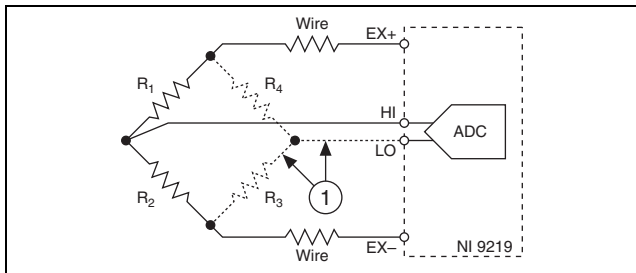 Wire
EX+
R1
R4
HI
ADC
LO
R2
R3
1
Wire
EX–
NI 9219